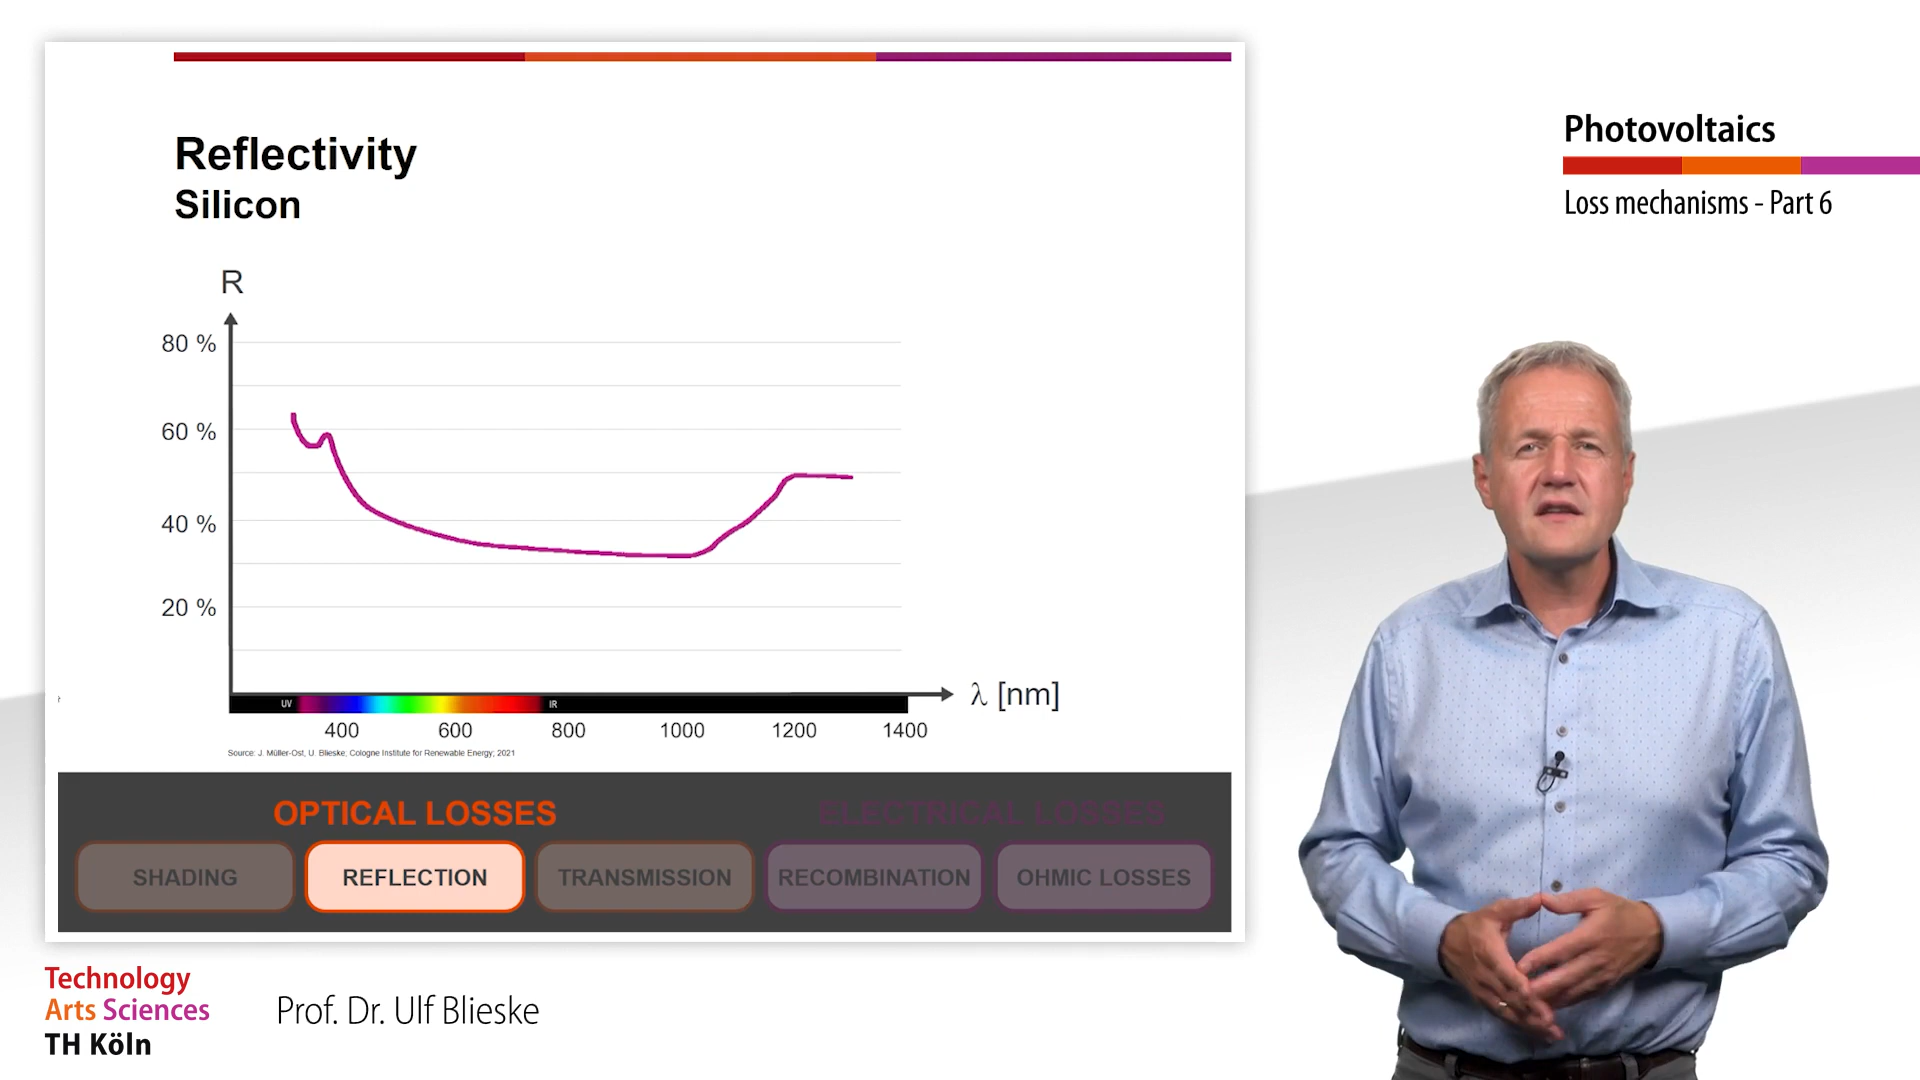 Reflectivity
Silicon
R
80 %
60 %
40 %
20 %
λ [nm]
UV
IR
400 600 800 1000 1200 1400
Source: J. Müller-Ost, U. Blieske, Cologne Institute for Renewable Energy; 2021
OPTICAL LOSSES ELECTRICAL LOSSES
SHADING REFLECTION TRANSMISSION RECOMBINATION OHMIC LOSSES
Photovoltaics
Loss mechanisms - Part 6
Technology
Arts Sciences
TH Köln
Prof. Dr. Ulf Blieske